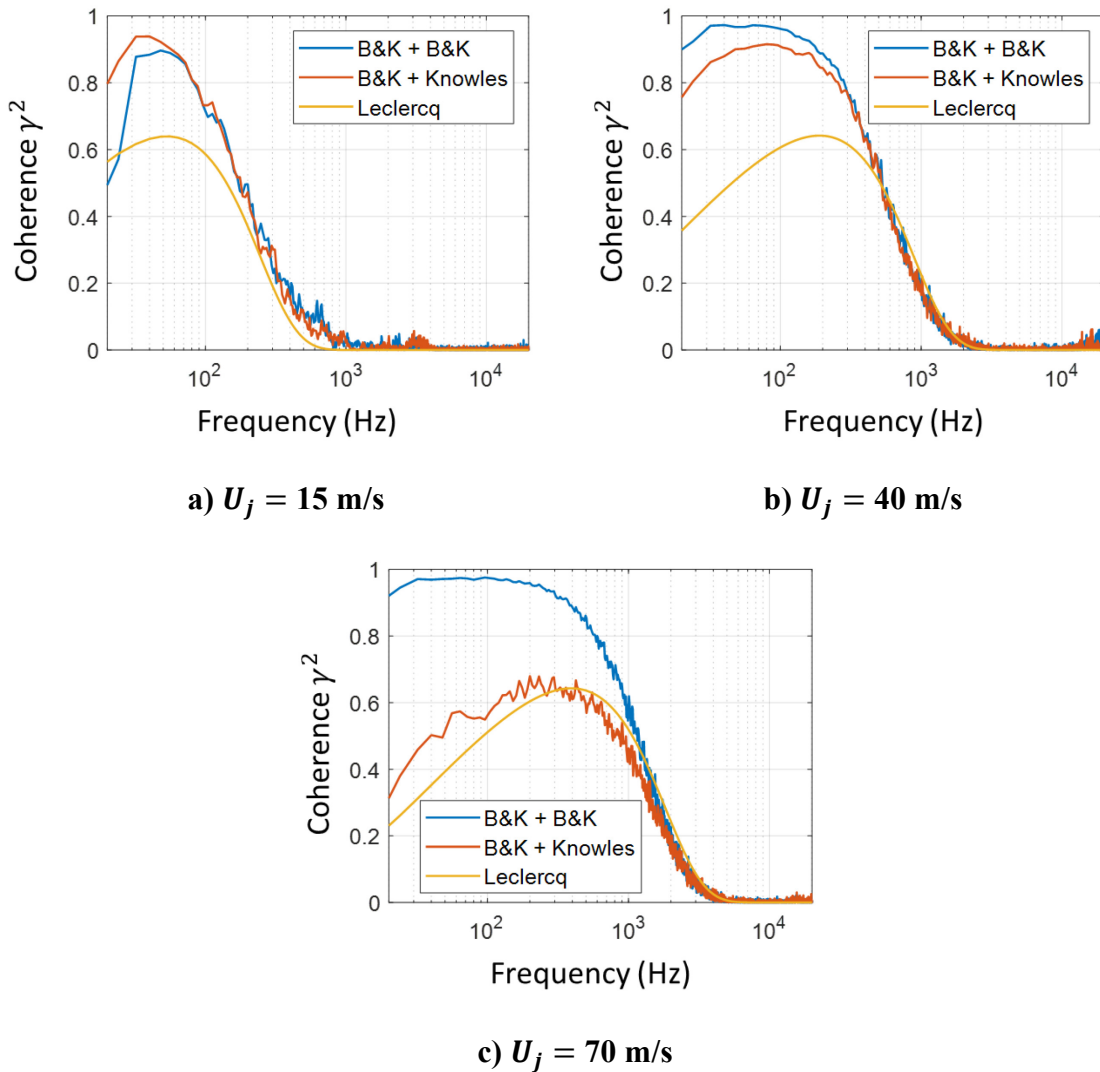 1
0.8
0.6
0.4
0.2
0
Coherence γ²
B&K + B&K
B&K + Knowles
Leclercq
10²
10³
10⁴
Frequency (Hz)
a) U_j = 15 m/s
1
0.8
0.6
0.4
0.2
0
Coherence γ²
B&K + B&K
B&K + Knowles
Leclercq
10²
10³
10⁴
Frequency (Hz)
b) U_j = 40 m/s
1
0.8
0.6
0.4
0.2
0
Coherence γ²
B&K + B&K
B&K + Knowles
Leclercq
10²
10³
10⁴
Frequency (Hz)
c) U_j = 70 m/s